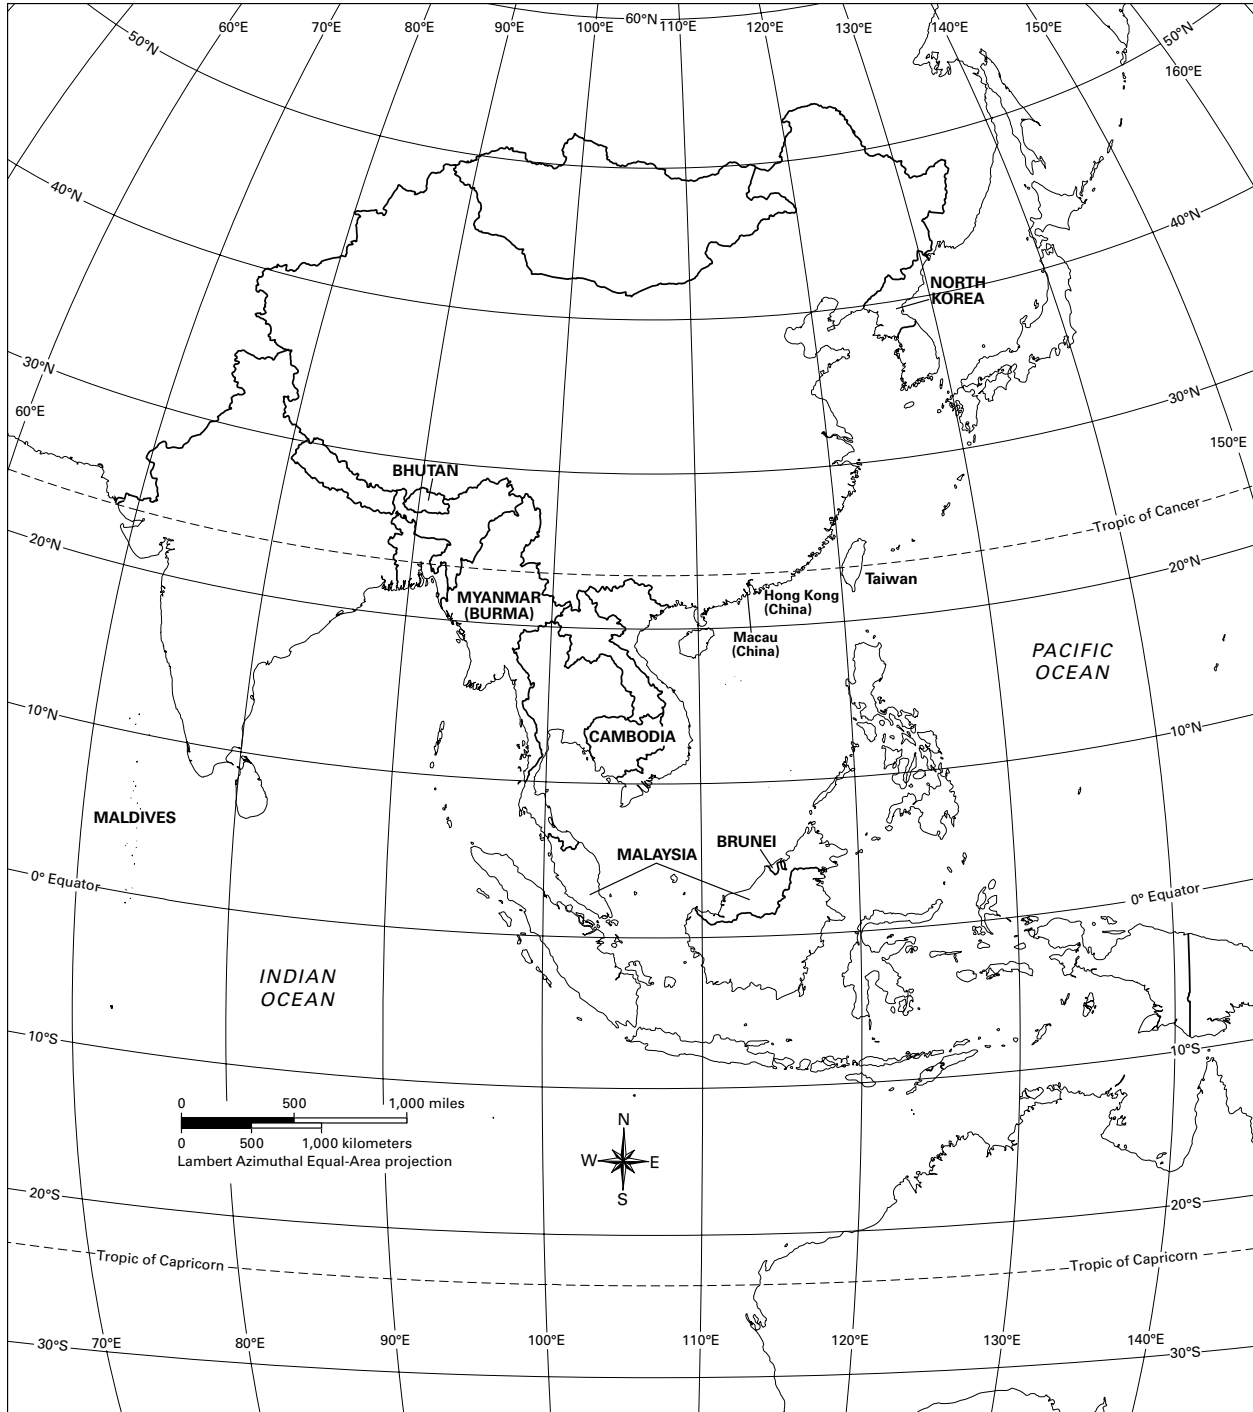 60°N
60°E
70°E
80°E
90°E
100°E
110°E
120°E
130°E
140°E
150°E
50°N
50°N
160°E
40°N
40°N
NORTH
KOREA
30°N
30°N
60°E
150°E
BHUTAN
Tropic of Cancer
20°N
20°N
Taiwan
MYANMAR
(BURMA)
Hong Kong
(China)
Macau
(China)
PACIFIC
OCEAN
10°N
10°N
CAMBODIA
MALDIVES
BRUNEI
MALAYSIA
0° Equator
0° Equator
INDIAN
OCEAN
10°S
10°S
0 500 1,000 miles
0 500 1,000 kilometers
Lambert Azimuthal Equal-Area projection
N
W E
S
20°S
20°S
Tropic of Capricorn
Tropic of Capricorn
30°S
70°E
80°E
90°E
100°E
110°E
120°E
130°E
140°E
30°S